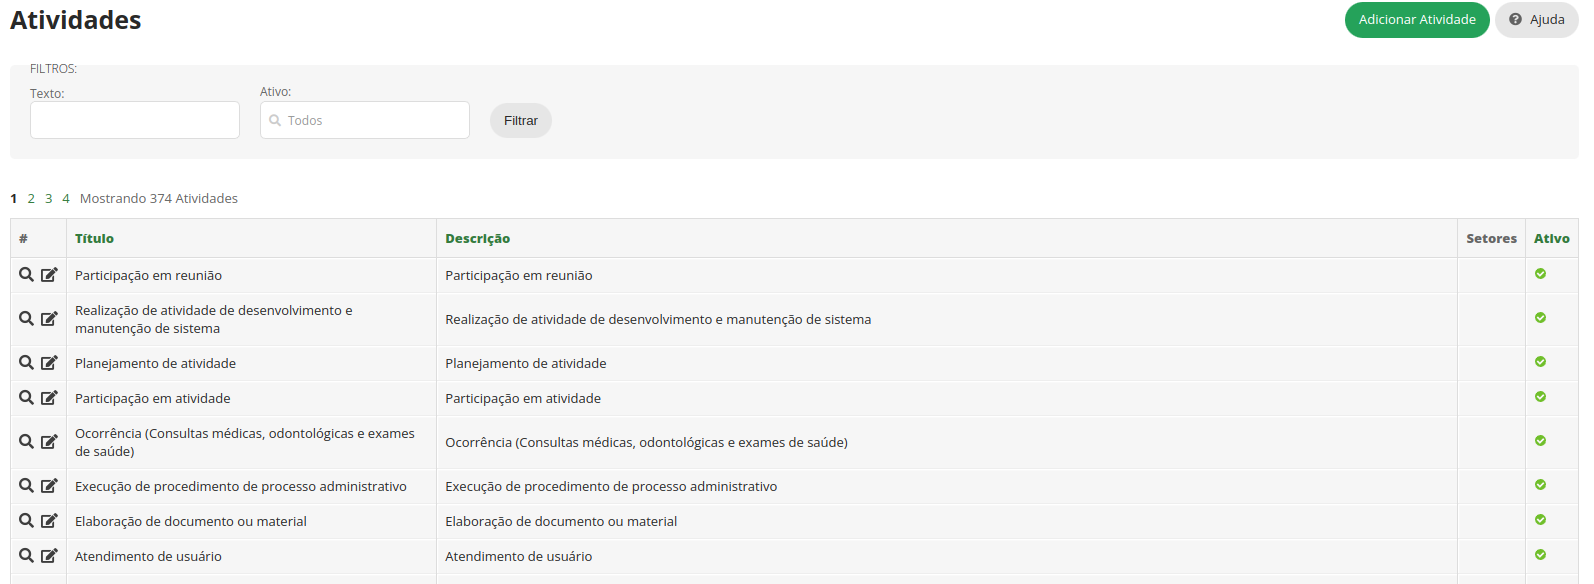 Atividades
Adicionar Atividade
Ajuda
FILTROS:
Texto:
Ativo:
Todos
Filtrar
1 2 3 4 Mostrando 374 Atividades
# Título Descrição Setores Ativo
Participação em reunião Participação em reunião
Realização de atividade de desenvolvimento e
manutenção de sistema
Realização de atividade de desenvolvimento e manutenção de sistema
Planejamento de atividade Planejamento de atividade
Participação em atividade Participação em atividade
Ocorrência (Consultas médicas, odontológicas e exames
de saúde)
Ocorrência (Consultas médicas, odontológicas e exames de saúde)
Execução de procedimento de processo administrativo Execução de procedimento de processo administrativo
Elaboração de documento ou material Elaboração de documento ou material
Atendimento de usuário Atendimento de usuário